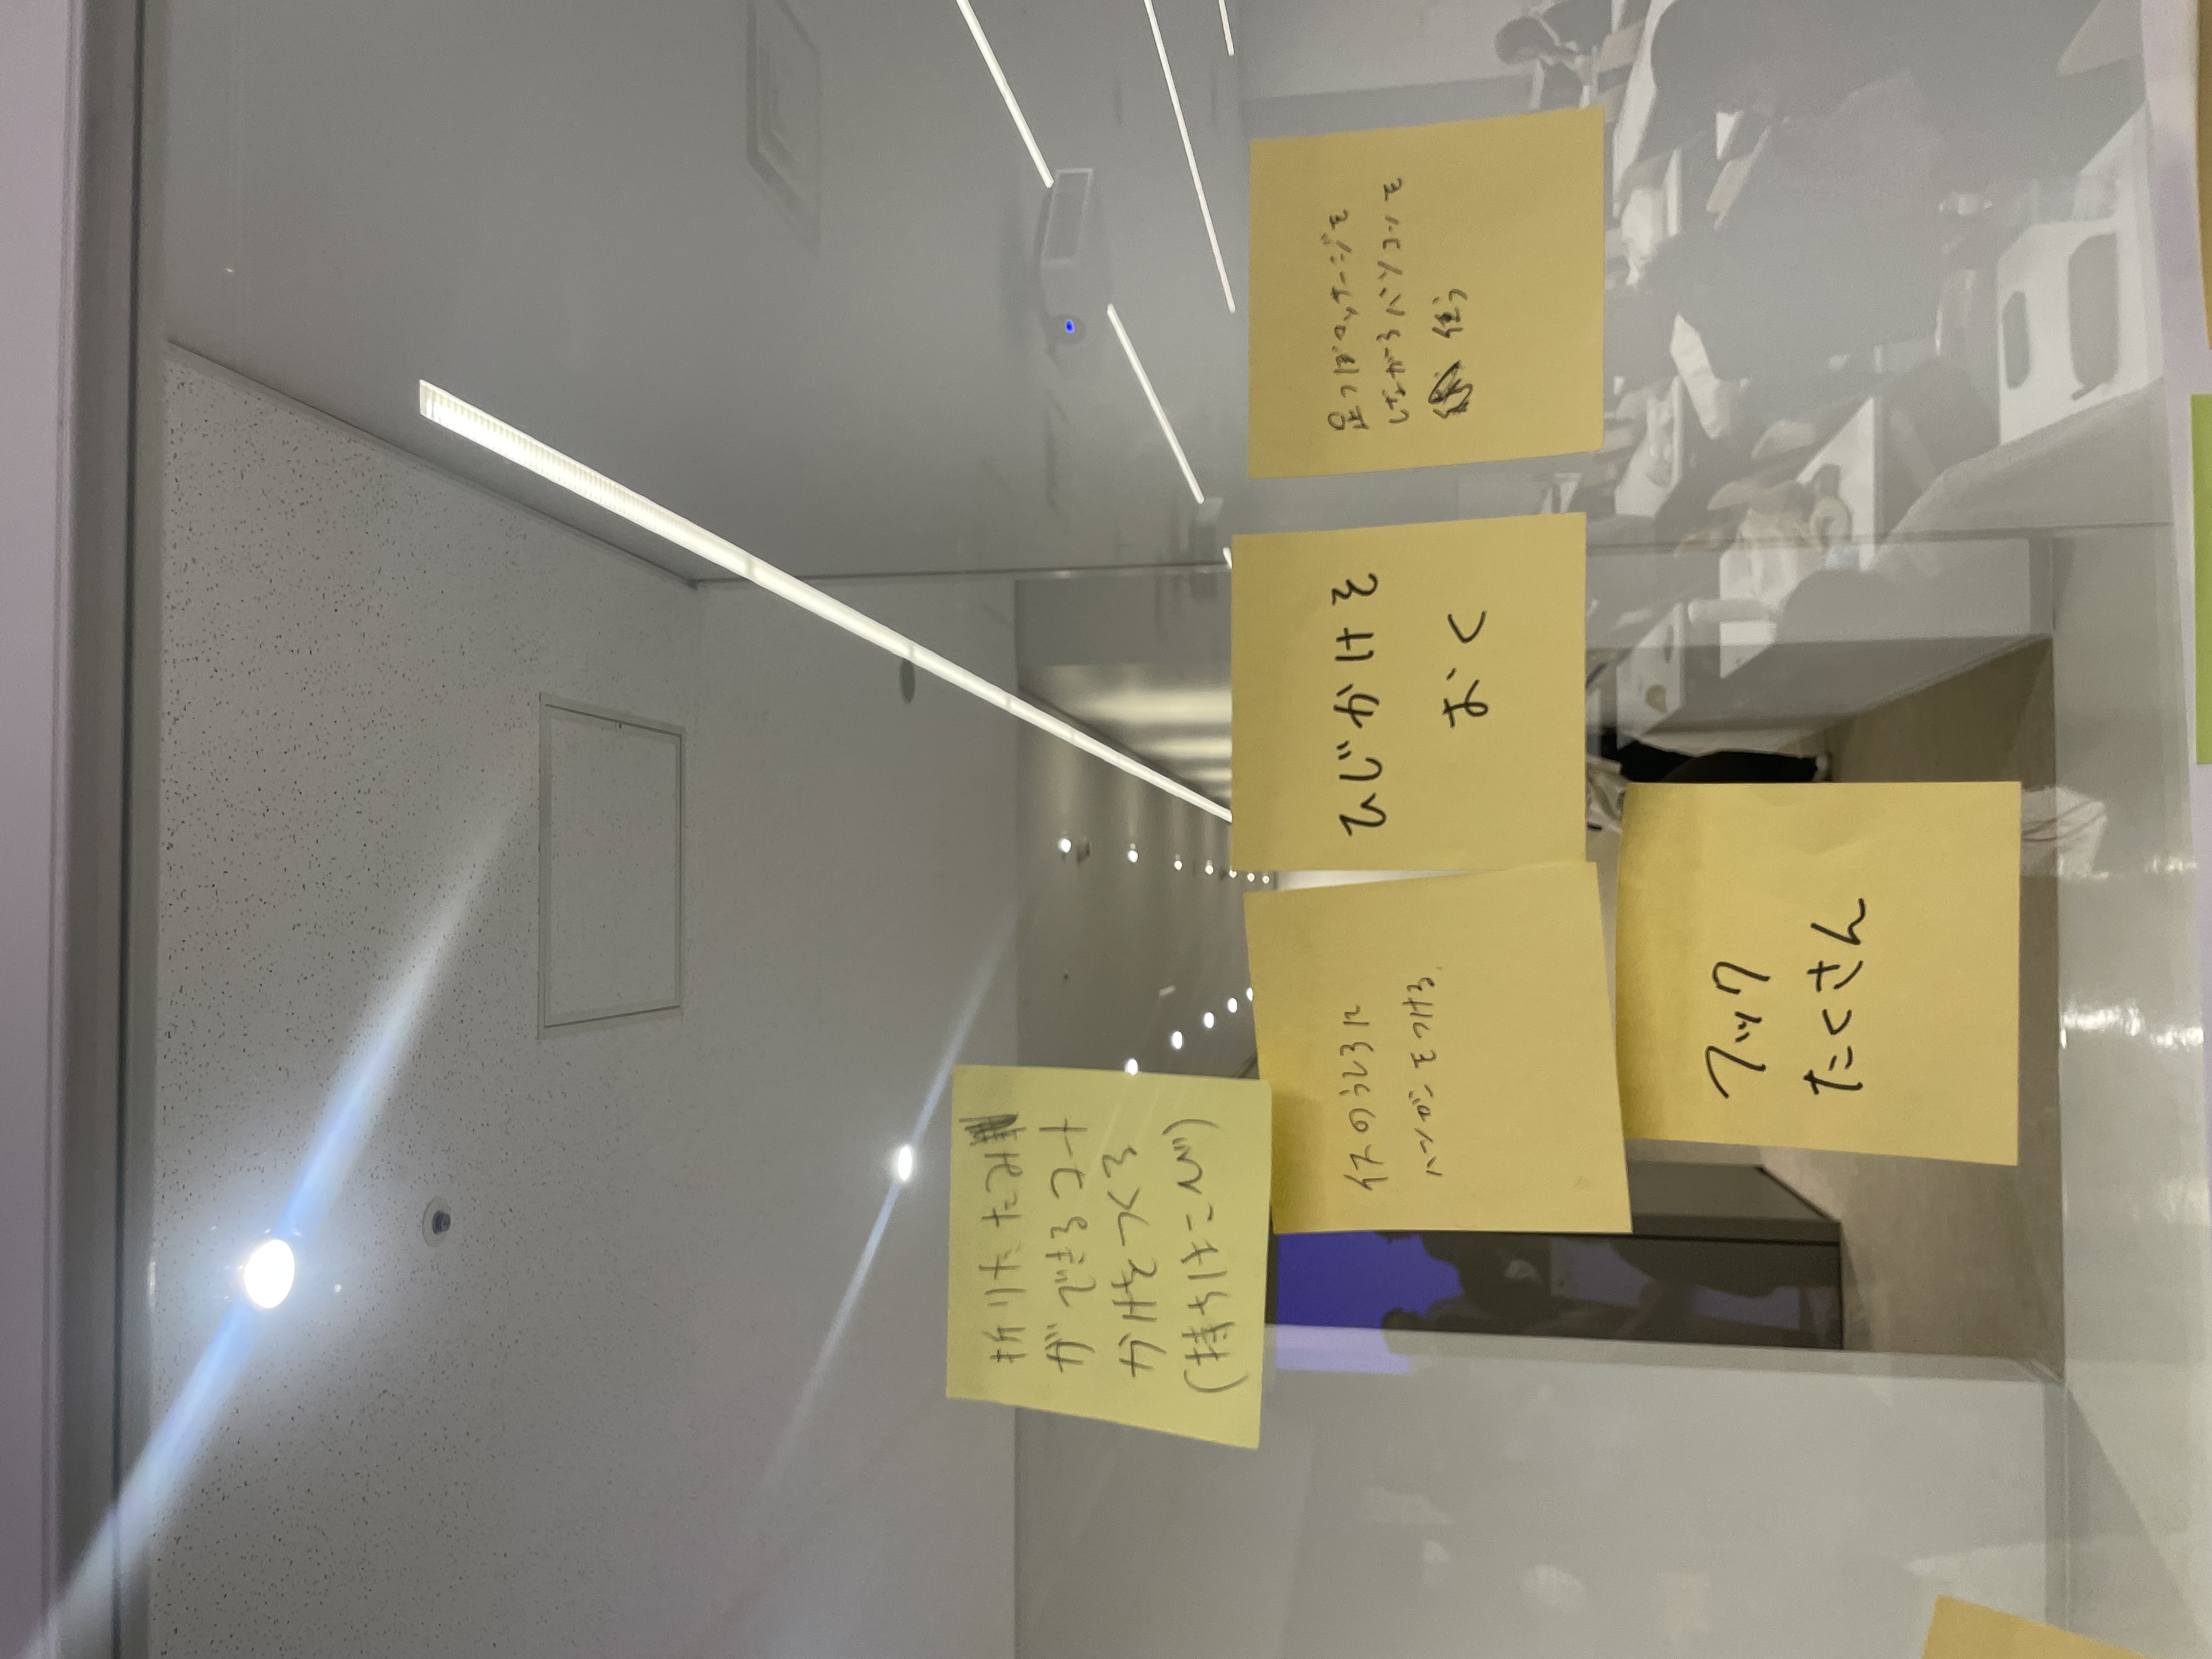 折りたたみ
ができるコート
かけをつくる
(持ちはこび)
イスのうしろに
ハンガーをつける
ひじかけを
おく
足つぼマッサージを
しながらパソコンを
使う
フック
たくさん